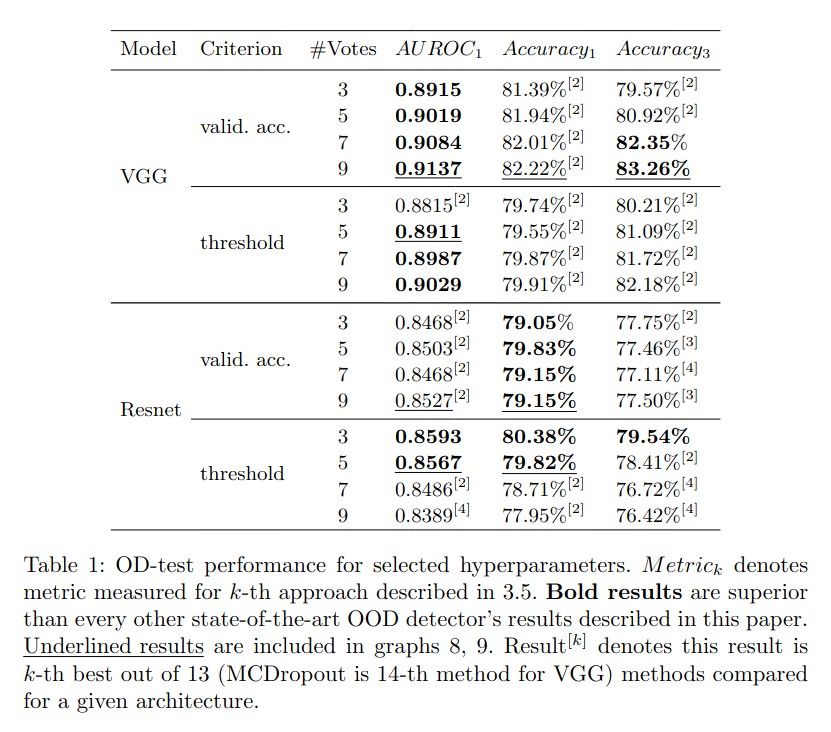 Model Criterion #Votes AUROC₁ Accuracy₁ Accuracy₃
3 0.8915 81.39%[2] 79.57%[2]
5 0.9019 81.94%[2] 80.92%[2]
valid. acc.
7 0.9084 82.01%[2] 82.35%
9 0.9137 82.22%[2] 83.26%
VGG
3 0.8815[2] 79.74%[2] 80.21%[2]
5 0.8911 79.55%[2] 81.09%[2]
threshold
7 0.8987 79.87%[2] 81.72%[2]
9 0.9029 79.91%[2] 82.18%[2]
3 0.8468[2] 79.05% 77.75%[2]
5 0.8503[2] 79.83% 77.46%[3]
valid. acc.
7 0.8468[2] 79.15% 77.11%[4]
9 0.8527[2] 79.15% 77.50%[3]
Resnet
3 0.8593 80.38% 79.54%
5 0.8567 79.82% 78.41%[2]
threshold
7 0.8486[2] 78.71%[2] 76.72%[4]
9 0.8389[4] 77.95%[2] 76.42%[4]
Table 1: OD-test performance for selected hyperparameters. Metricₖ denotes
metric measured for k-th approach described in 3.5. Bold results are superior
than every other state-of-the-art OOD detector's results described in this paper.
Underlined results are included in graphs 8, 9. Result[k] denotes this result is
k-th best out of 13 (MCDropout is 14-th method for VGG) methods compared
for a given architecture.